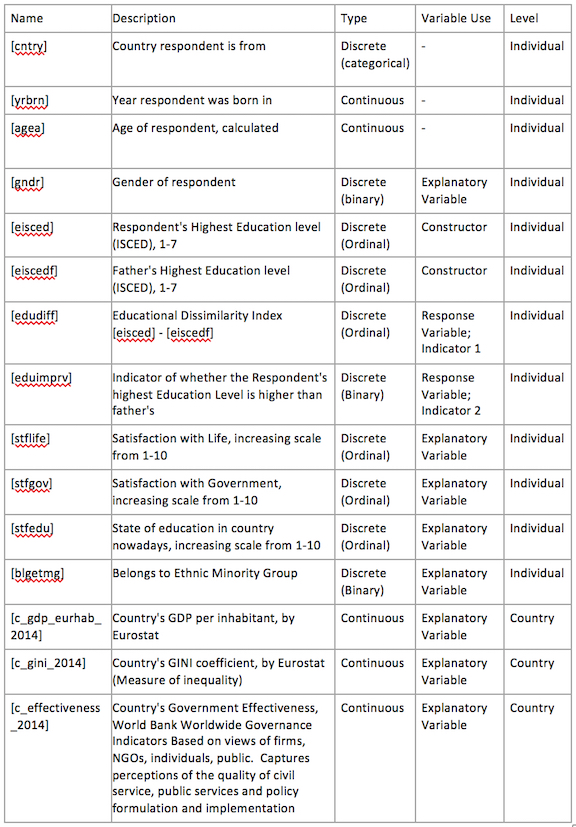 Name Description Type Variable Use Level
[cntry] Country respondent is from Discrete - Individual
(categorical)
[yrbrn] Year respondent was born in Continuous - Individual
[agea] Age of respondent, calculated Continuous - Individual
[gndr] Gender of respondent Discrete Explanatory Individual
(binary) Variable
[eisced] Respondent's Highest Education level Discrete Constructor Individual
(ISCED), 1-7 (Ordinal)
[eiscedf] Father's Highest Education level Discrete Constructor Individual
(ISCED), 1-7 (Ordinal)
[edudiff] Educational Dissimilarity Index Discrete Response Individual
[eisced] - [eiscedf] (Ordinal) Variable;
Indicator 1
[eduimprv] Indicator of whether the Respondent's Discrete Response Individual
highest Education Level is higher than (Binary) Variable;
father's Indicator 2
[stflife] Satisfaction with Life, increasing scale Discrete Explanatory Individual
from 1-10 (Ordinal) Variable
[stfgov] Satisfaction with Government, Discrete Explanatory Individual
increasing scale from 1-10 (Ordinal) Variable
[stfedu] State of education in country Discrete Explanatory Individual
nowadays, increasing scale from 1-10 (Ordinal) Variable
[blgetmg] Belongs to Ethnic Minority Group Discrete Explanatory Individual
(Binary) Variable
[c_gdp_eurhab_ Country's GDP per inhabitant, by Continuous Explanatory Country
2014] Eurostat Variable
[c_gini_2014] Country's GINI coefficient, by Eurostat Continuous Explanatory Country
(Measure of inequality) Variable
[c_effectiveness Country's Government Effectiveness, Continuous Explanatory Country
_2014] World Bank Worldwide Governance Variable
Indicators Based on views of firms,
NGOs, individuals, public. Captures
perceptions of the quality of civil
service, public services and policy
formulation and implementation